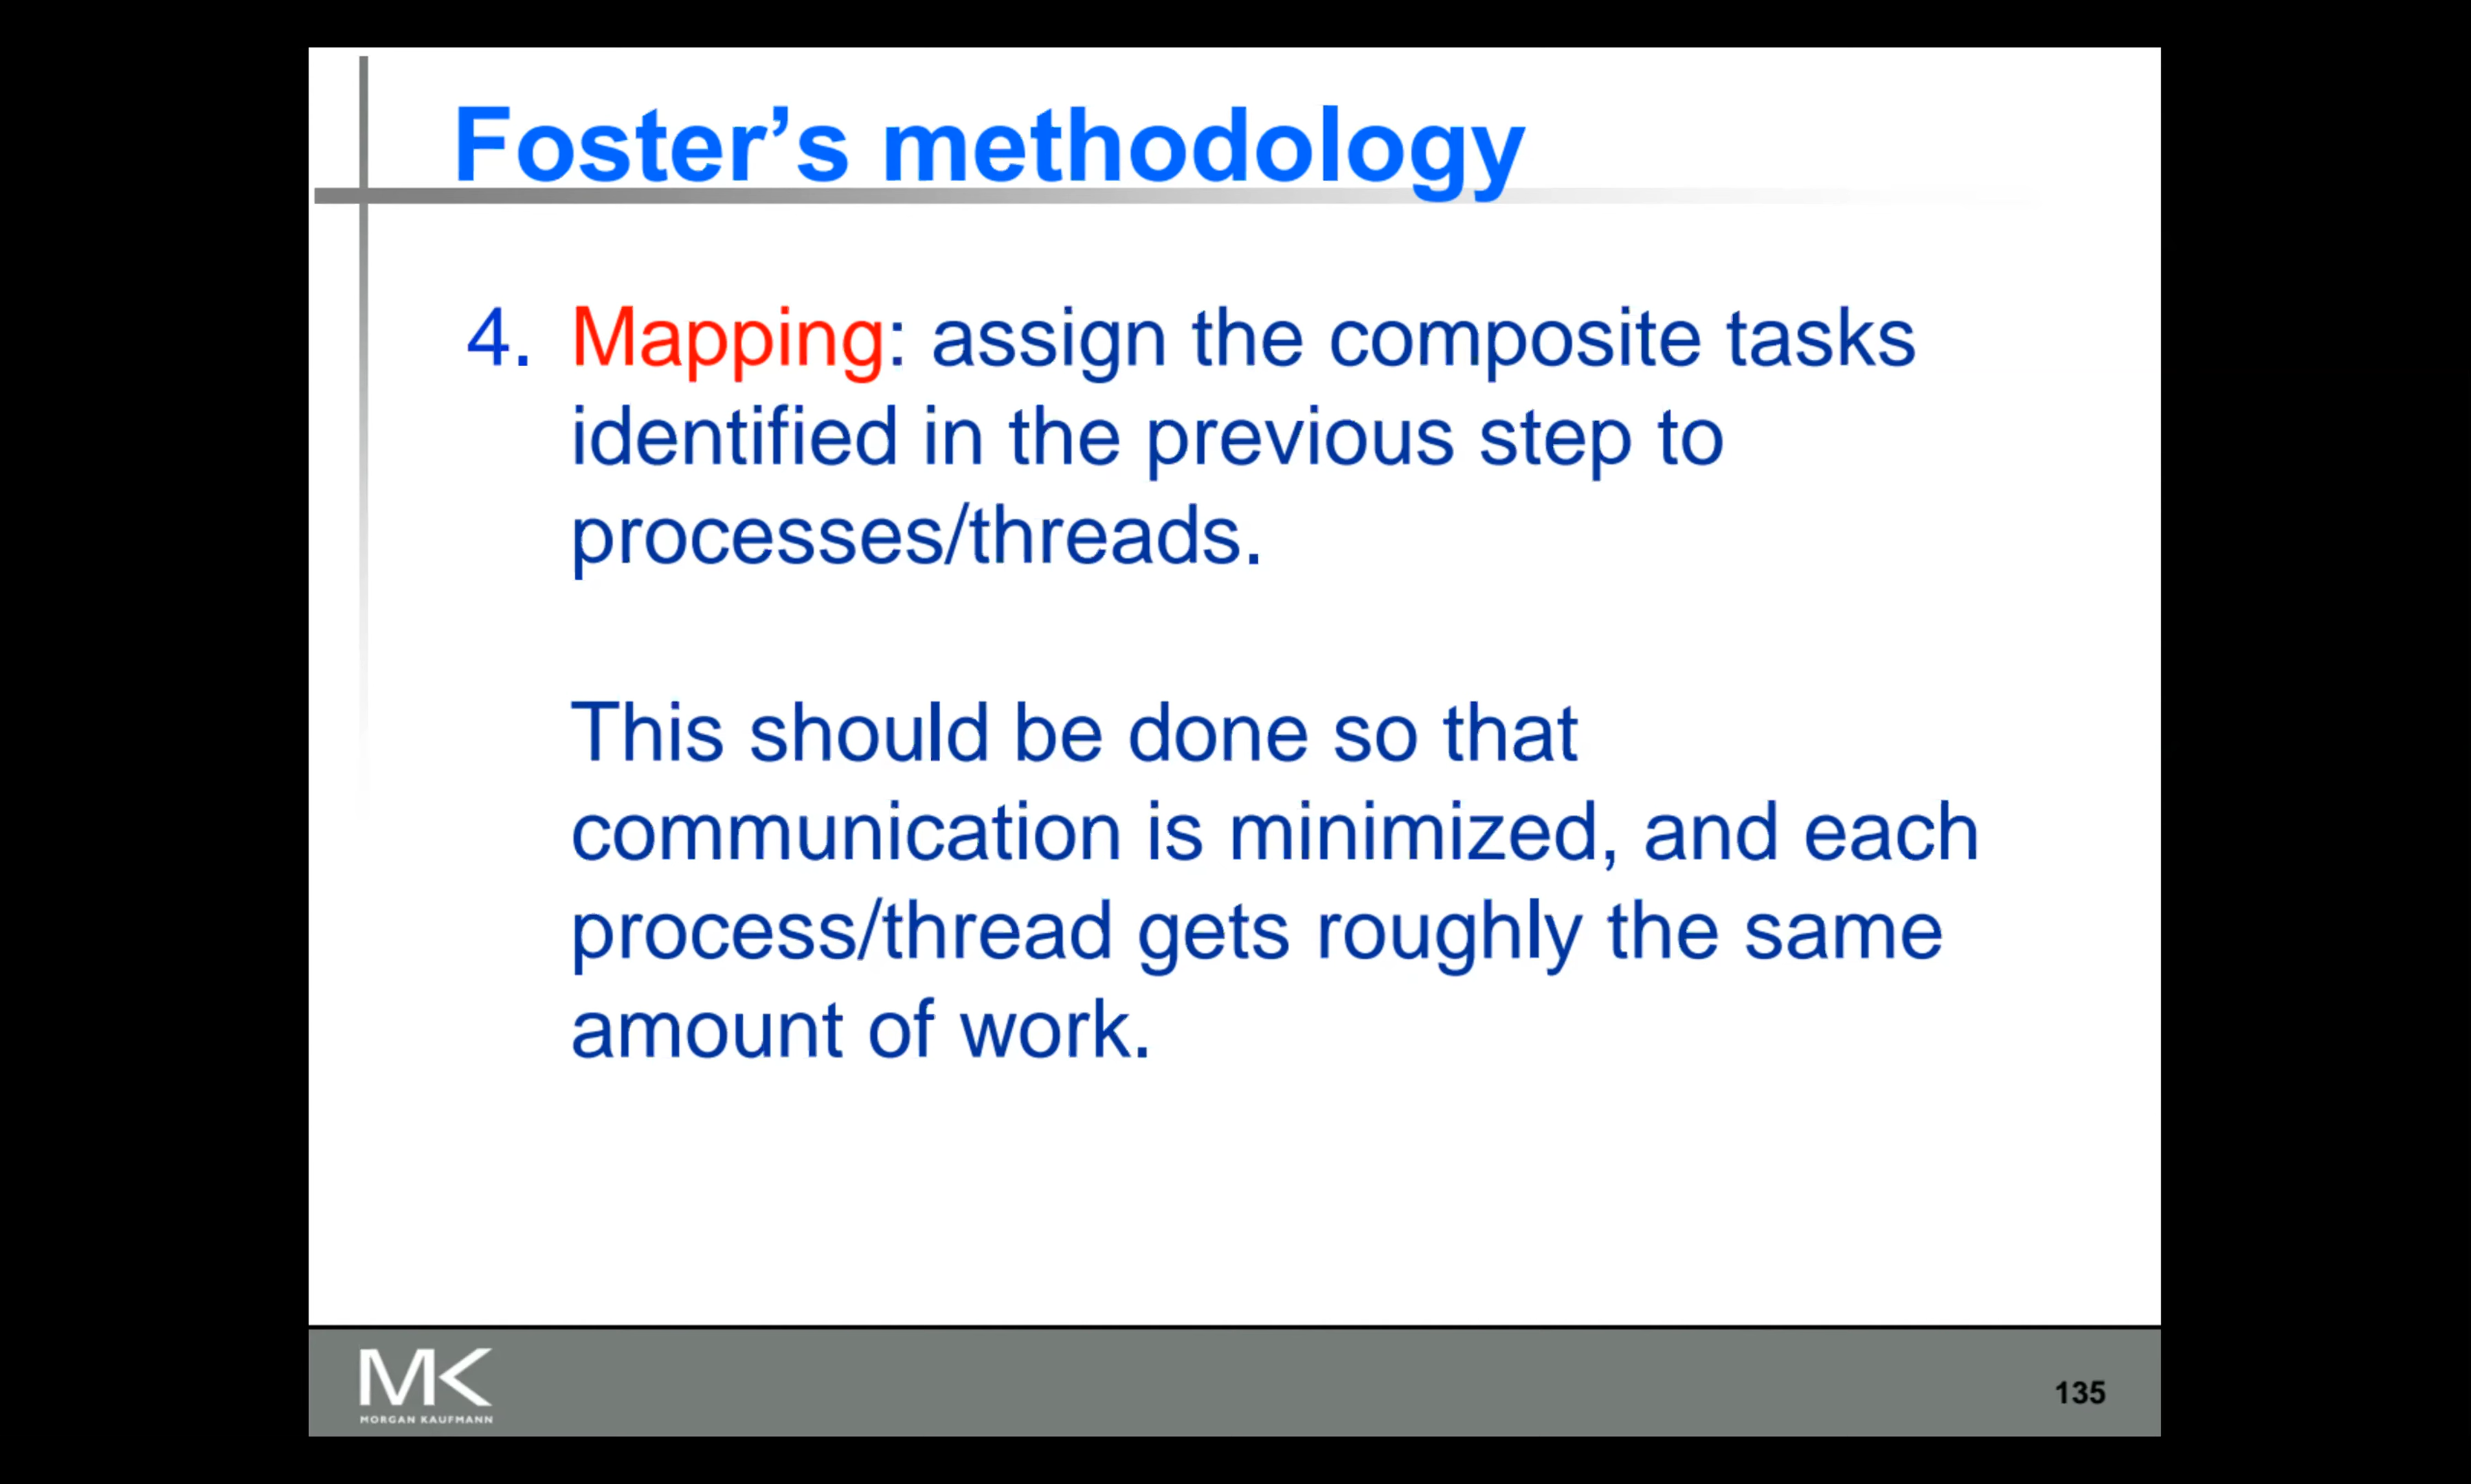 Foster’s methodology
4. Mapping: assign the composite tasks
identified in the previous step to
processes/threads.
This should be done so that
communication is minimized, and each
process/thread gets roughly the same
amount of work.
MK
MORGAN KAUFMANN
135